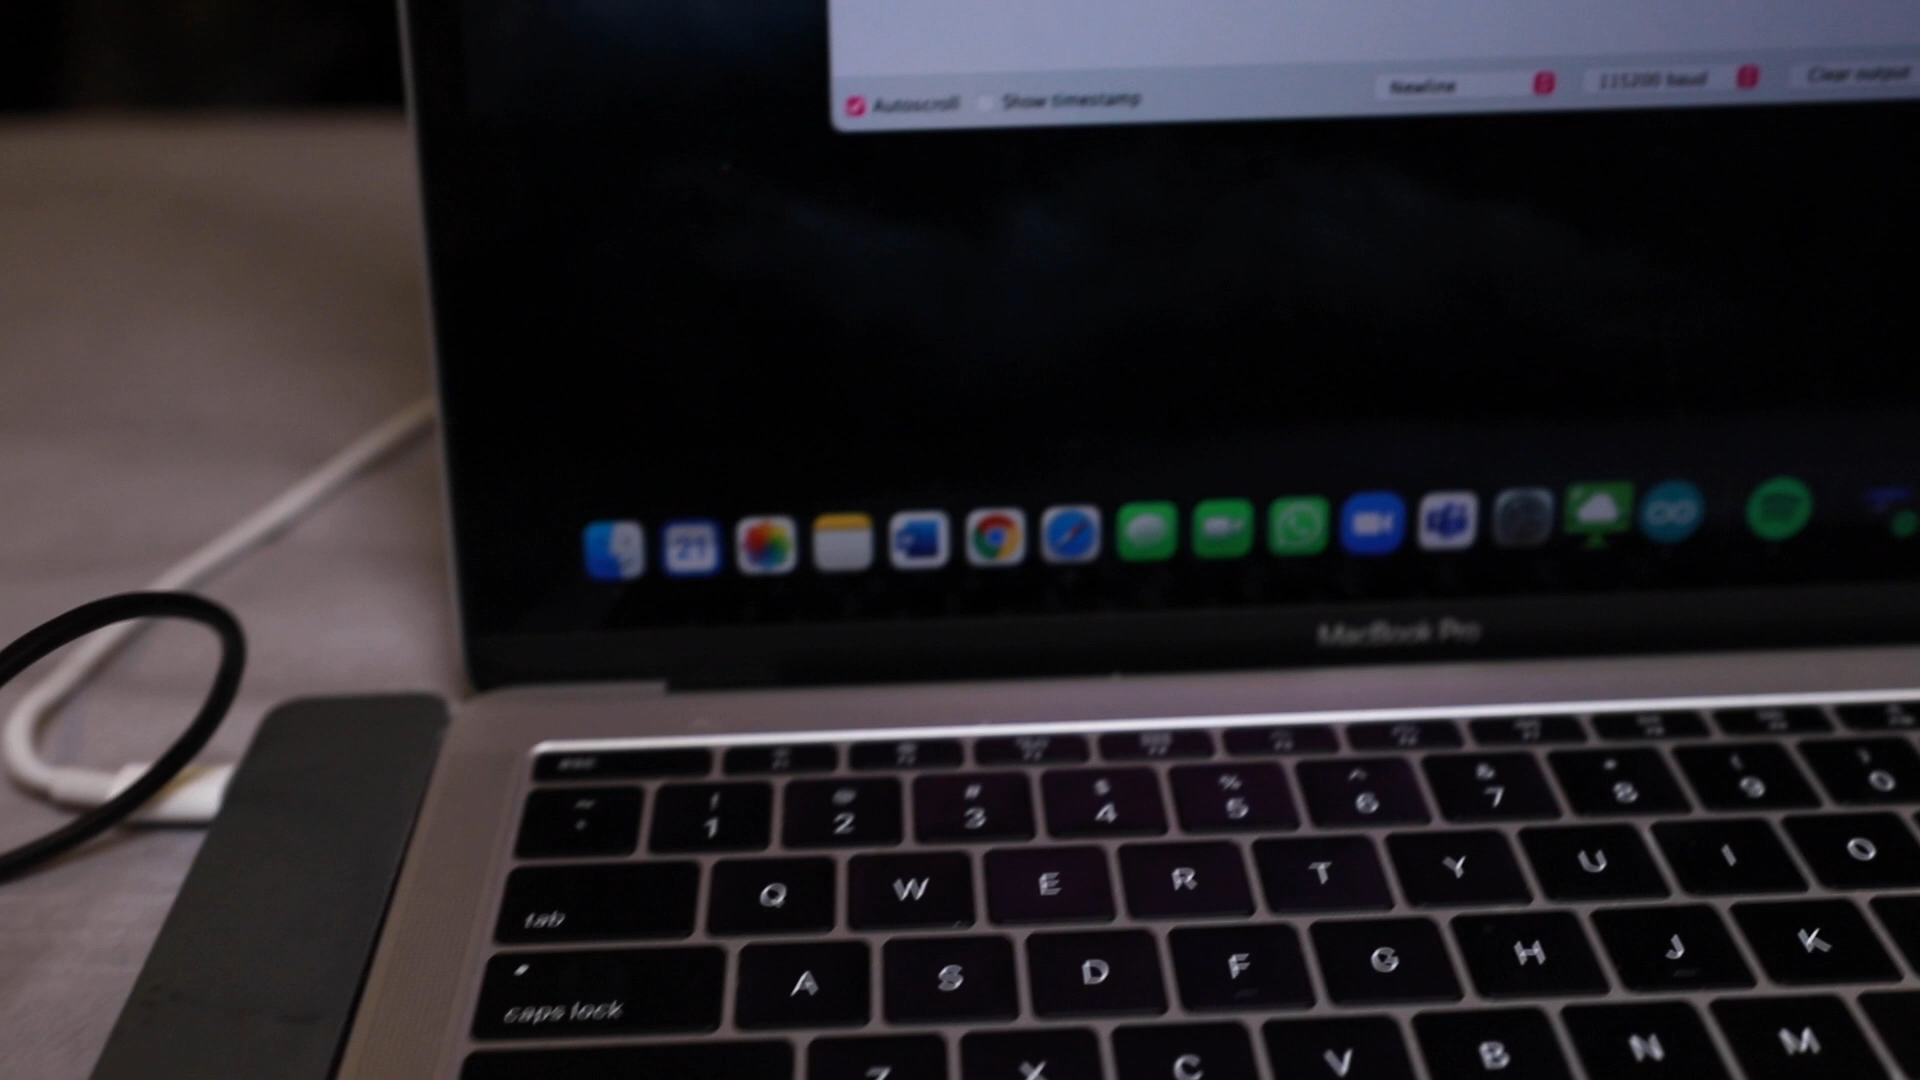 Autoscroll Show timestamp Newline 115200 baud Clear output
21
MacBook Pro
esc
~ ! @ # $ % ^ & * ( )
1 2 3 4 5 6 7 8 9 0
tab Q W E R T Y U I O
caps lock A S D F G H J K
Z X C V B N M